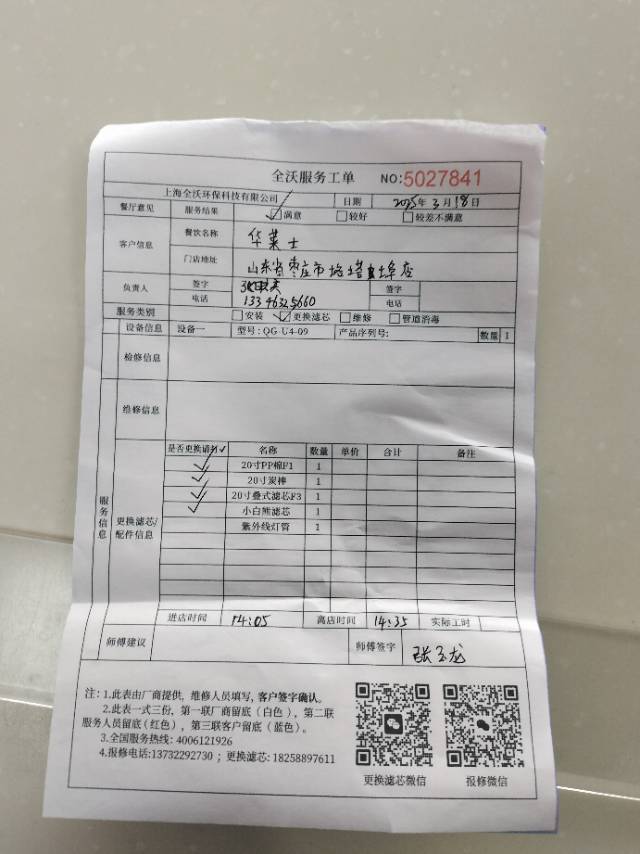 全沃服务工单 NO:5027841
上海全沃环保科技有限公司 日期 2025年3月18日
餐厅意见 服务结果 ☑满意 □较好 □较差不满意
客户信息 餐饮名称 华莱士
门店地址 山东省枣庄市 埠店
负责人 签字 签字
电话 13346325660 电话
服务类别 □安装 ☑更换滤芯 □维修 □管道消毒
设备信息 设备一 型号: QG-U4-09 产品序列号: 数量 1
检修信息
维修信息
服务信息
更换滤芯/配件信息
是否更换请打✓ 名称 数量 单价 合计 备注
✓ 20寸PP棉F1 1
✓ 20寸炭棒 1
✓ 20寸叠式滤芯F3 1
✓ 小白熊滤芯 1
紫外线灯管 1
进店时间 14:05 离店时间 14:35 实际工时
师傅建议 师傅签字 张玉龙
注: 1.此表由厂商提供, 维修人员填写, 客户签字确认。
2.此表一式三份, 第一联厂商留底 (白色), 第二联
服务人员留底(红色), 第三联客户留底 (蓝色)。
3.全国服务热线: 4006121926
4.报修电话:13732292730 ; 更换滤芯: 18258897611
更换滤芯微信 报修微信